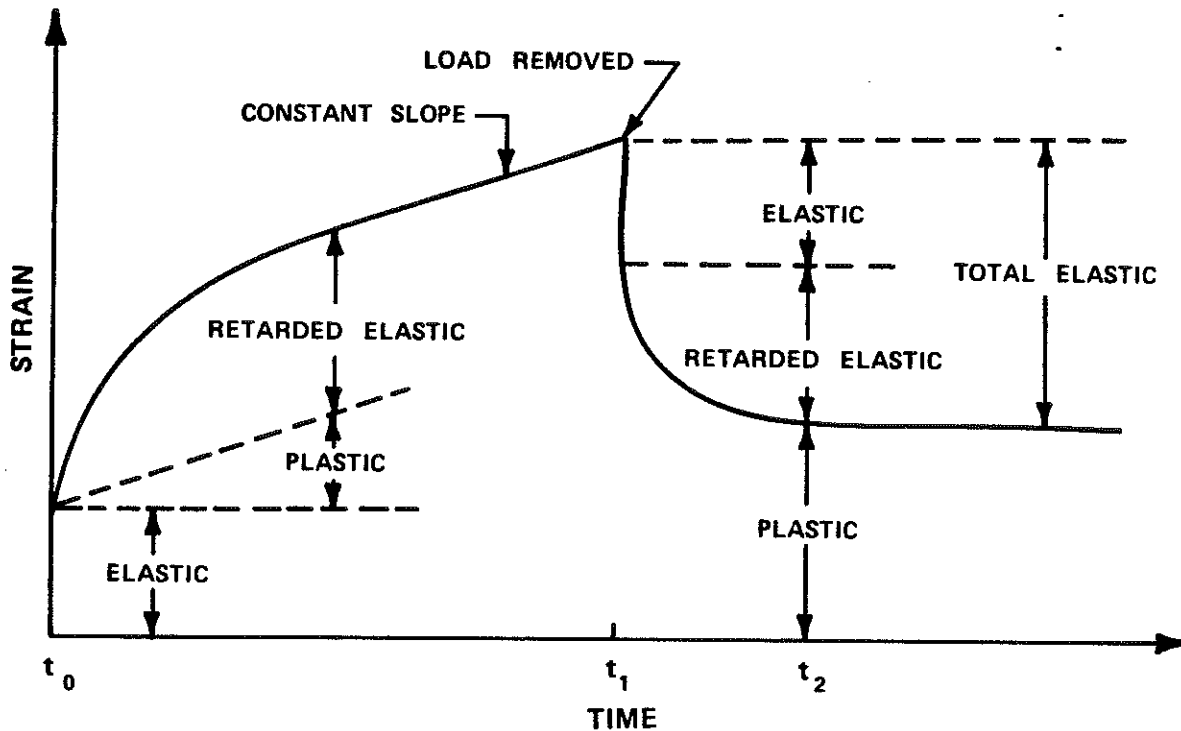 LOAD REMOVED
CONSTANT SLOPE
ELASTIC
TOTAL ELASTIC
RETARDED ELASTIC
RETARDED ELASTIC
STRAIN
PLASTIC
PLASTIC
ELASTIC
t0
t1
t2
TIME